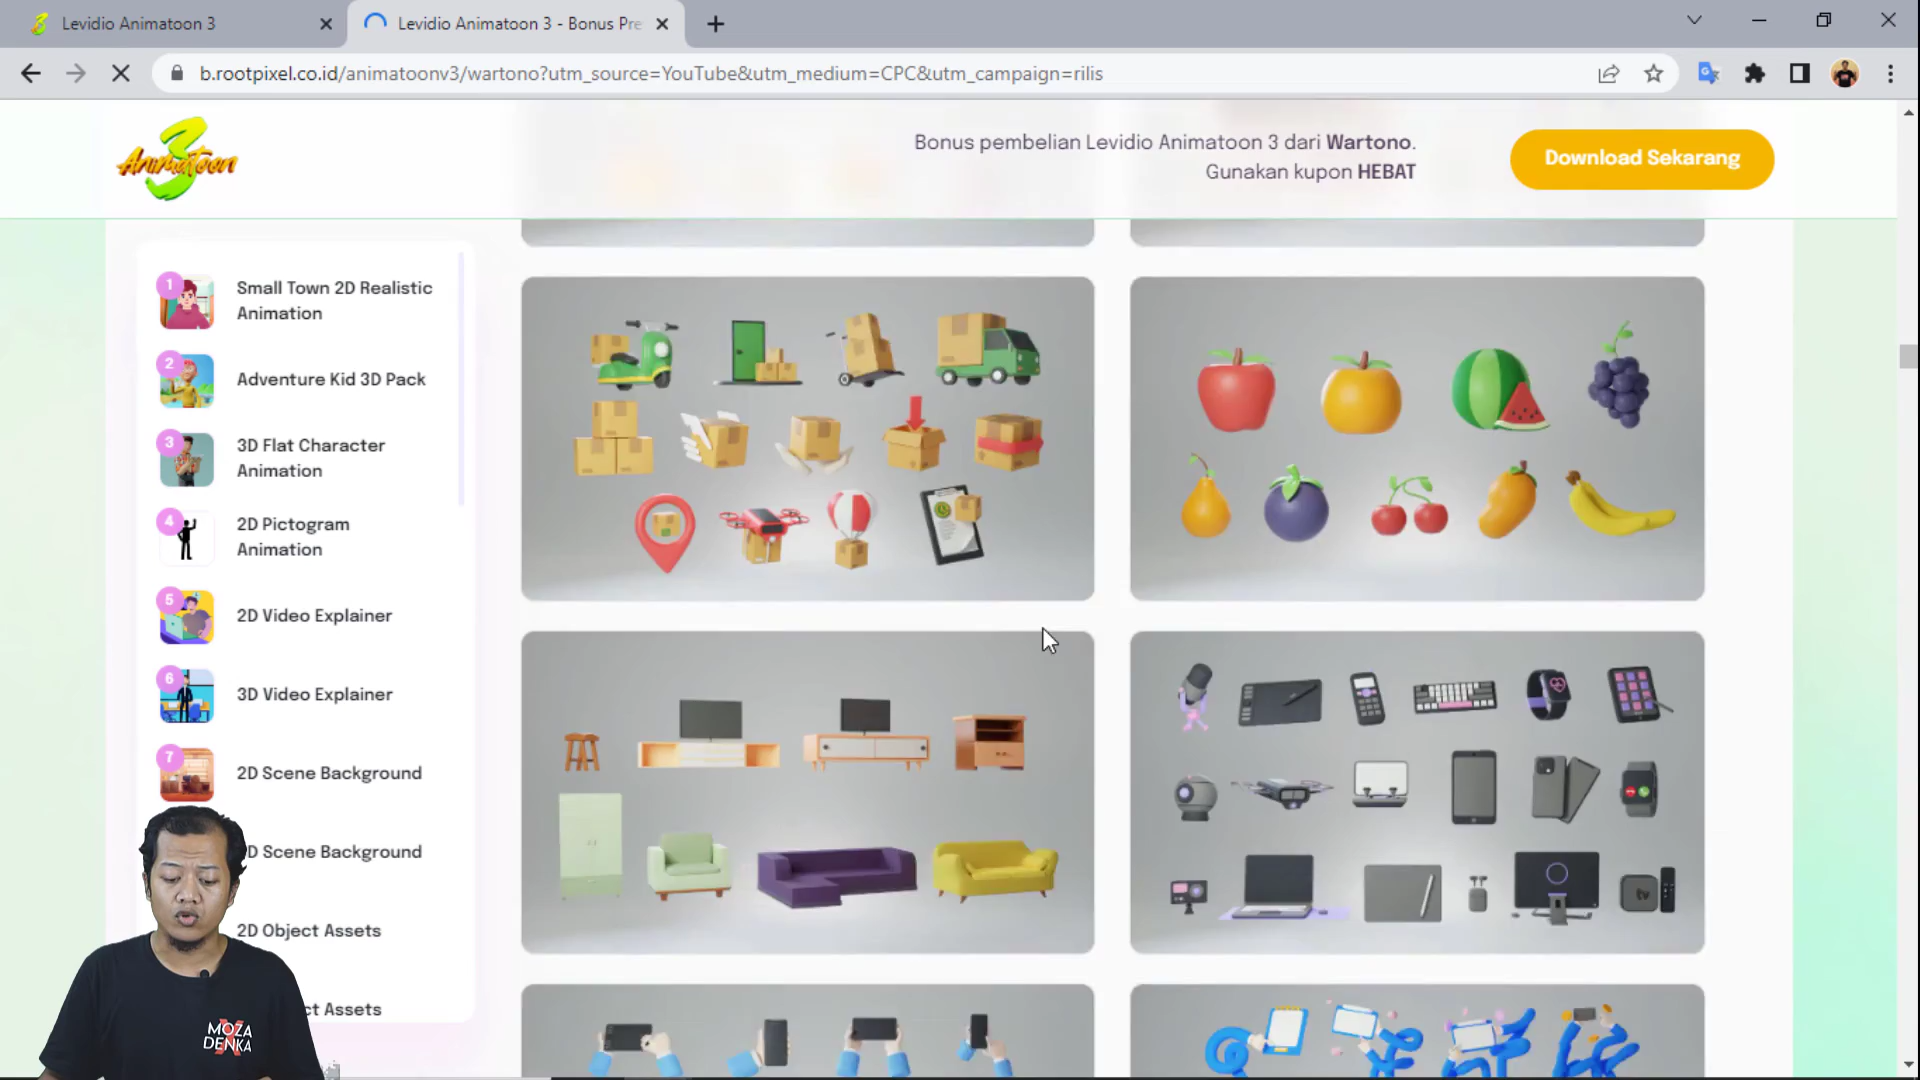 Levidio Animatoon 3
Levidio Animatoon 3 - Bonus Pre
b.rootpixel.co.id/animatoonv3/wartono?utm_source=YouTube&utm_medium=CPC&utm_campaign=rilis
3
Animatoon
Bonus pembelian Levidio Animatoon 3 dari Wartono.
Gunakan kupon HEBAT
Download Sekarang
1
Small Town 2D Realistic
Animation
2
Adventure Kid 3D Pack
3
3D Flat Character
Animation
4
2D Pictogram
Animation
5
2D Video Explainer
6
3D Video Explainer
7
2D Scene Background
D Scene Background
2D Object Assets
ct Assets
MOZA
DENKA